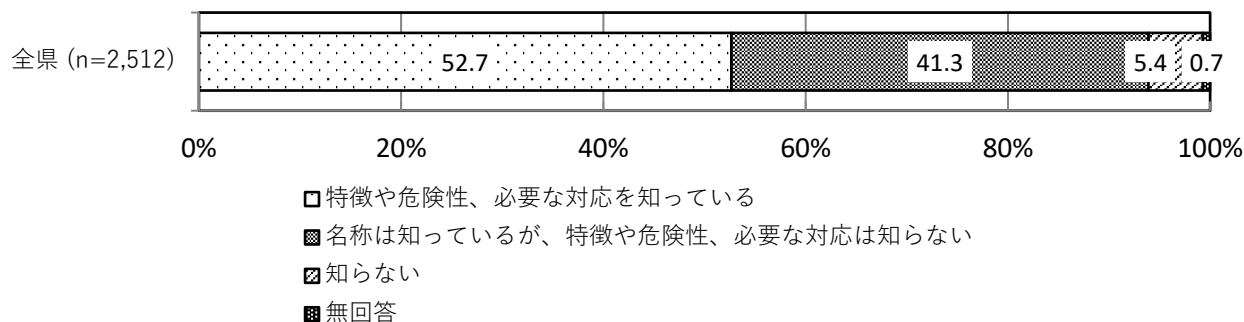 全県 (n=2,512)
52.7 41.3 5.4 0.7
0% 20% 40% 60% 80% 100%
特徴や危険性、必要な対応を知っている
名称は知っているが、特徴や危険性、必要な対応は知らない
知らない
無回答